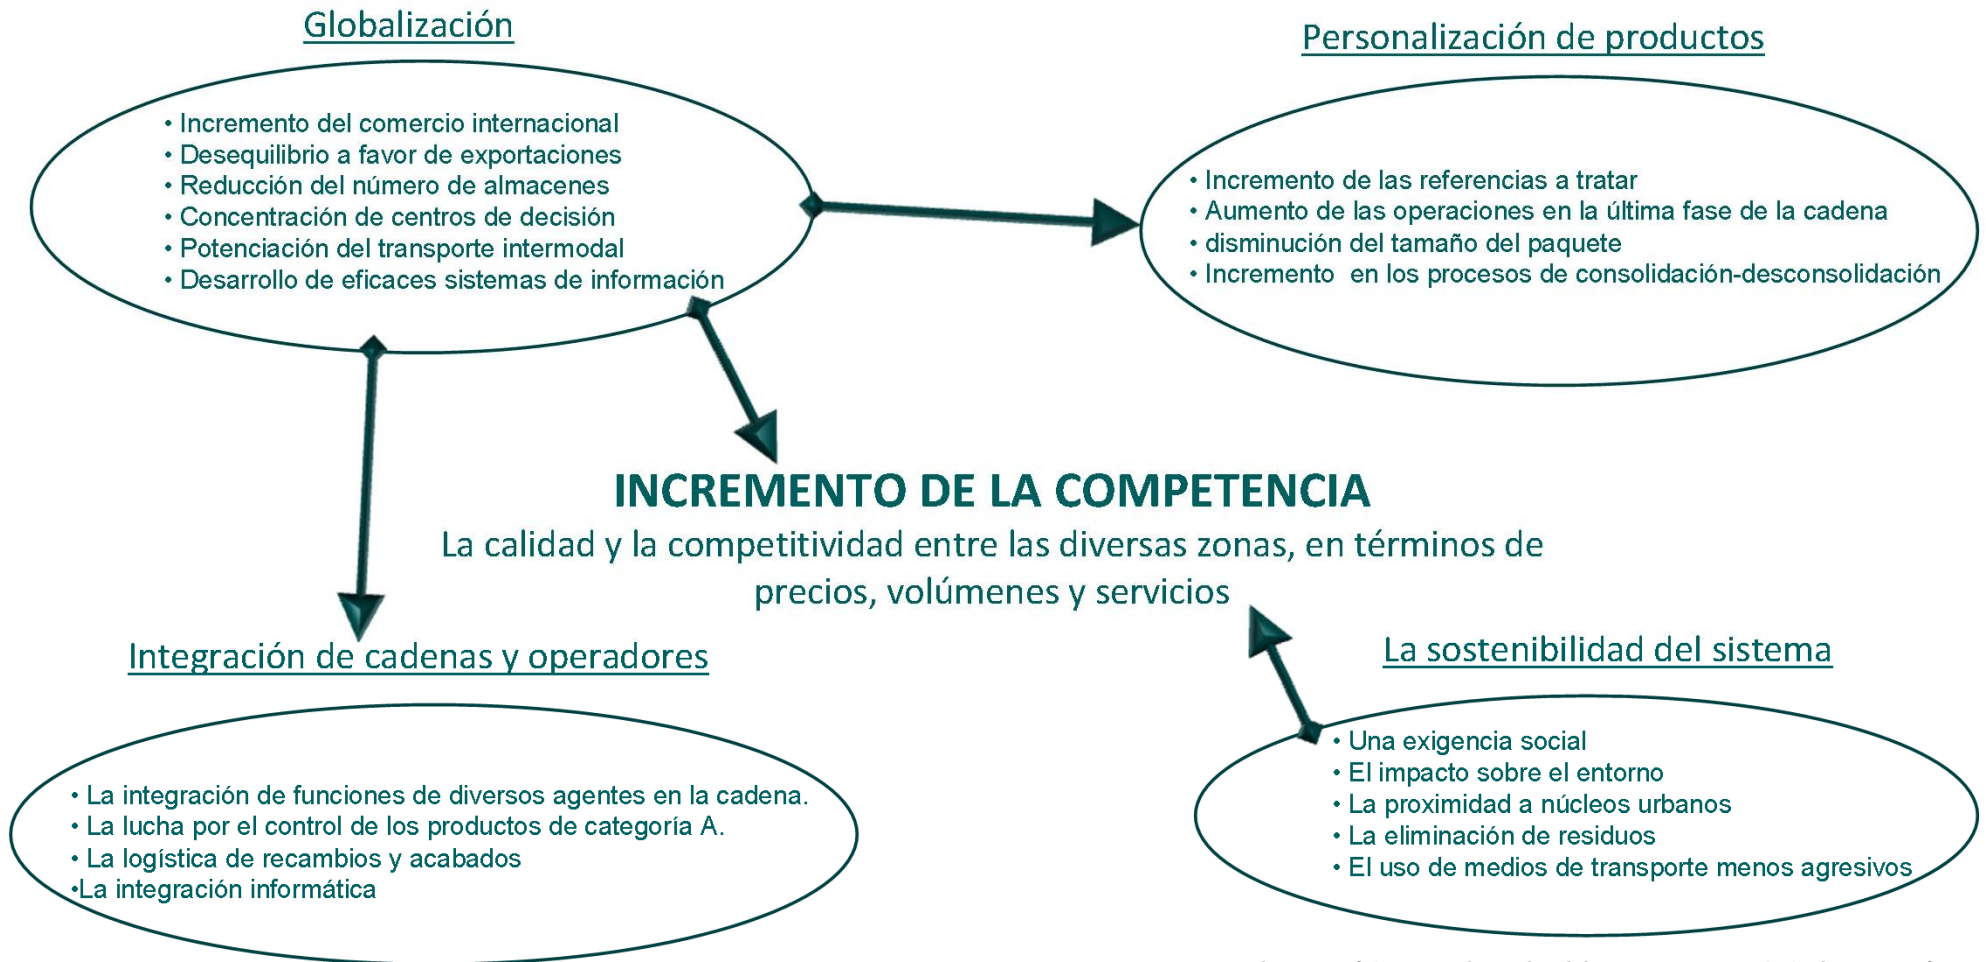 Globalización
• Incremento del comercio internacional
• Desequilibrio a favor de exportaciones
• Reducción del número de almacenes
• Concentración de centros de decisión
• Potenciación del transporte intermodal
• Desarrollo de eficaces sistemas de información
Personalización de productos
• Incremento de las referencias a tratar
• Aumento de las operaciones en la última fase de la cadena
• disminución del tamaño del paquete
• Incremento en los procesos de consolidación-desconsolidación
INCREMENTO DE LA COMPETENCIA
La calidad y la competitividad entre las diversas zonas, en términos de
precios, volúmenes y servicios
Integración de cadenas y operadores
• La integración de funciones de diversos agentes en la cadena.
• La lucha por el control de los productos de categoría A.
• La logística de recambios y acabados
•La integración informática
La sostenibilidad del sistema
• Una exigencia social
• El impacto sobre el entorno
• La proximidad a núcleos urbanos
• La eliminación de residuos
• El uso de medios de transporte menos agresivos